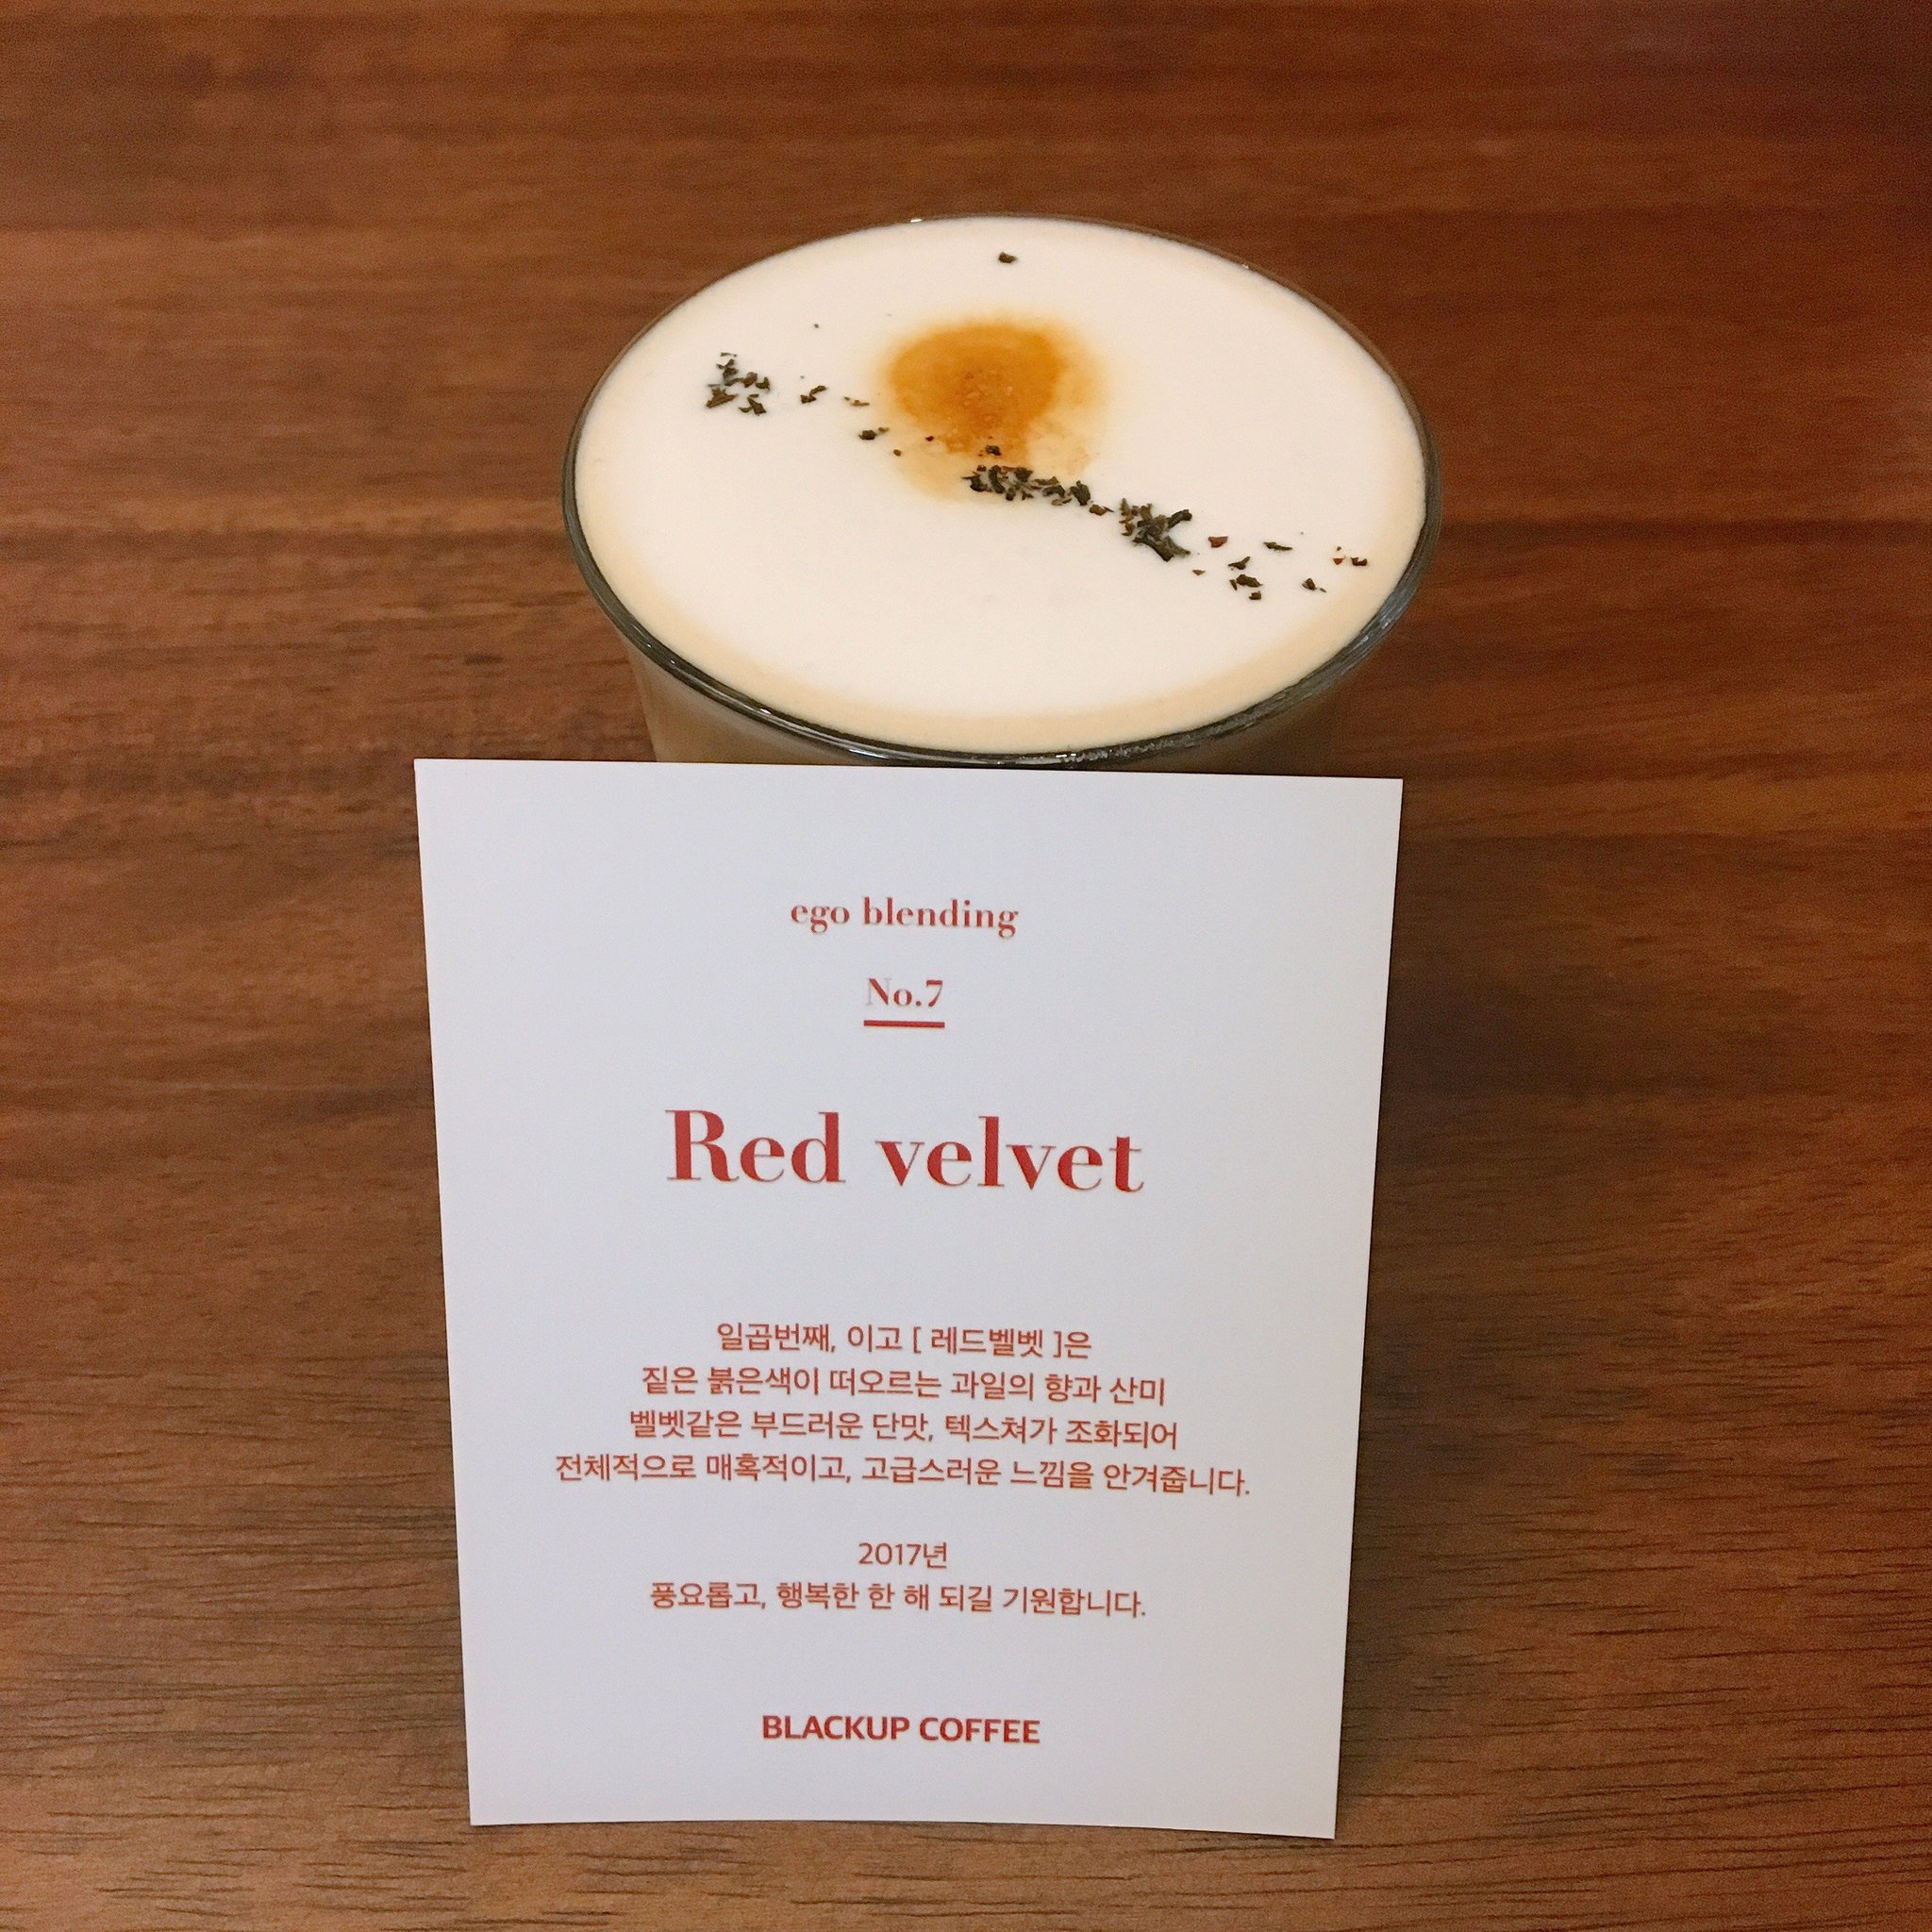 ego blending
No.7
Red velvet
일곱번째, 이고 [ 레드벨벳 ]은
짙은 붉은색이 떠오르는 과일의 향과 산미
벨벳같은 부드러운 단맛, 텍스쳐가 조화되어
전체적으로 매혹적이고, 고급스러운 느낌을 안겨줍니다.
2017년
풍요롭고, 행복한 한 해 되길 기원합니다.
BLACKUP COFFEE